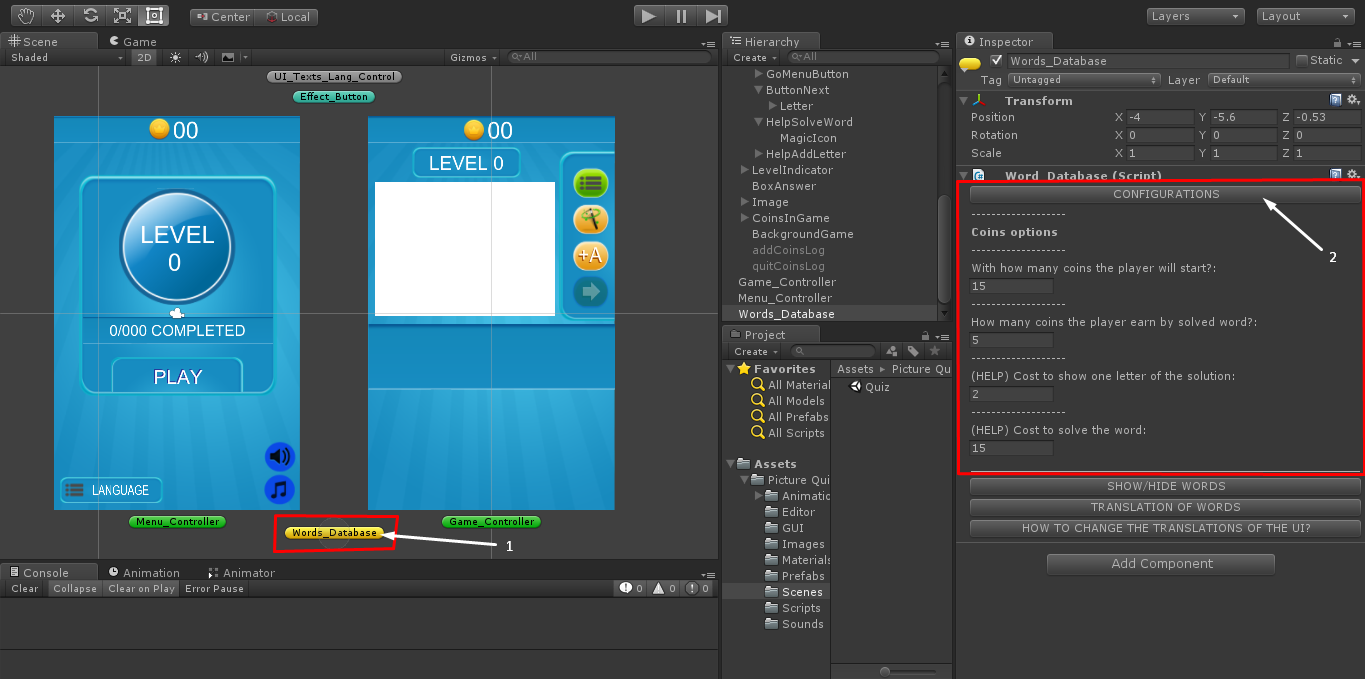 Center Local
Layers Layout
Scene Game
Shaded 2D Gizmos All
UI_Texts_Lang_Control
Effect_Button
00
LEVEL
0
0/000 COMPLETED
PLAY
LANGUAGE
00
LEVEL 0
+A
Menu_Controller
Words_Database
Game_Controller
1
Console Animation Animator
Clear Collapse Clear on Play Error Pause 0 0 0
Hierarchy
Create All
GoMenuButton
ButtonNext
Letter
HelpSolveWord
MagicIcon
HelpAddLetter
LevelIndicator
BoxAnswer
Image
CoinsInGame
BackgroundGame
addCoinsLog
quitCoinsLog
Game_Controller
Menu_Controller
Words_Database
Project
Create
Favorites
All Material
All Models
All Prefabs
All Scripts
Assets
Picture Qui
Animatic
Editor
GUI
Images
Materials
Prefabs
Scenes
Scripts
Sounds
Assets Picture Qu
Quiz
Inspector
Words_Database Static
Tag Untagged Layer Default
Transform
Position X -4 Y -5.6 Z -0.53
Rotation X 0 Y 0 Z 0
Scale X 1 Y 1 Z 1
Word_Database (Script)
CONFIGURATIONS
------------------
Coins options
------------------
With how many coins the player will start?:
15
------------------
How many coins the player earn by solved word?:
5
------------------
(HELP) Cost to show one letter of the solution:
2
------------------
(HELP) Cost to solve the word:
15
2
SHOW/HIDE WORDS
TRANSLATION OF WORDS
HOW TO CHANGE THE TRANSLATIONS OF THE UI?
Add Component